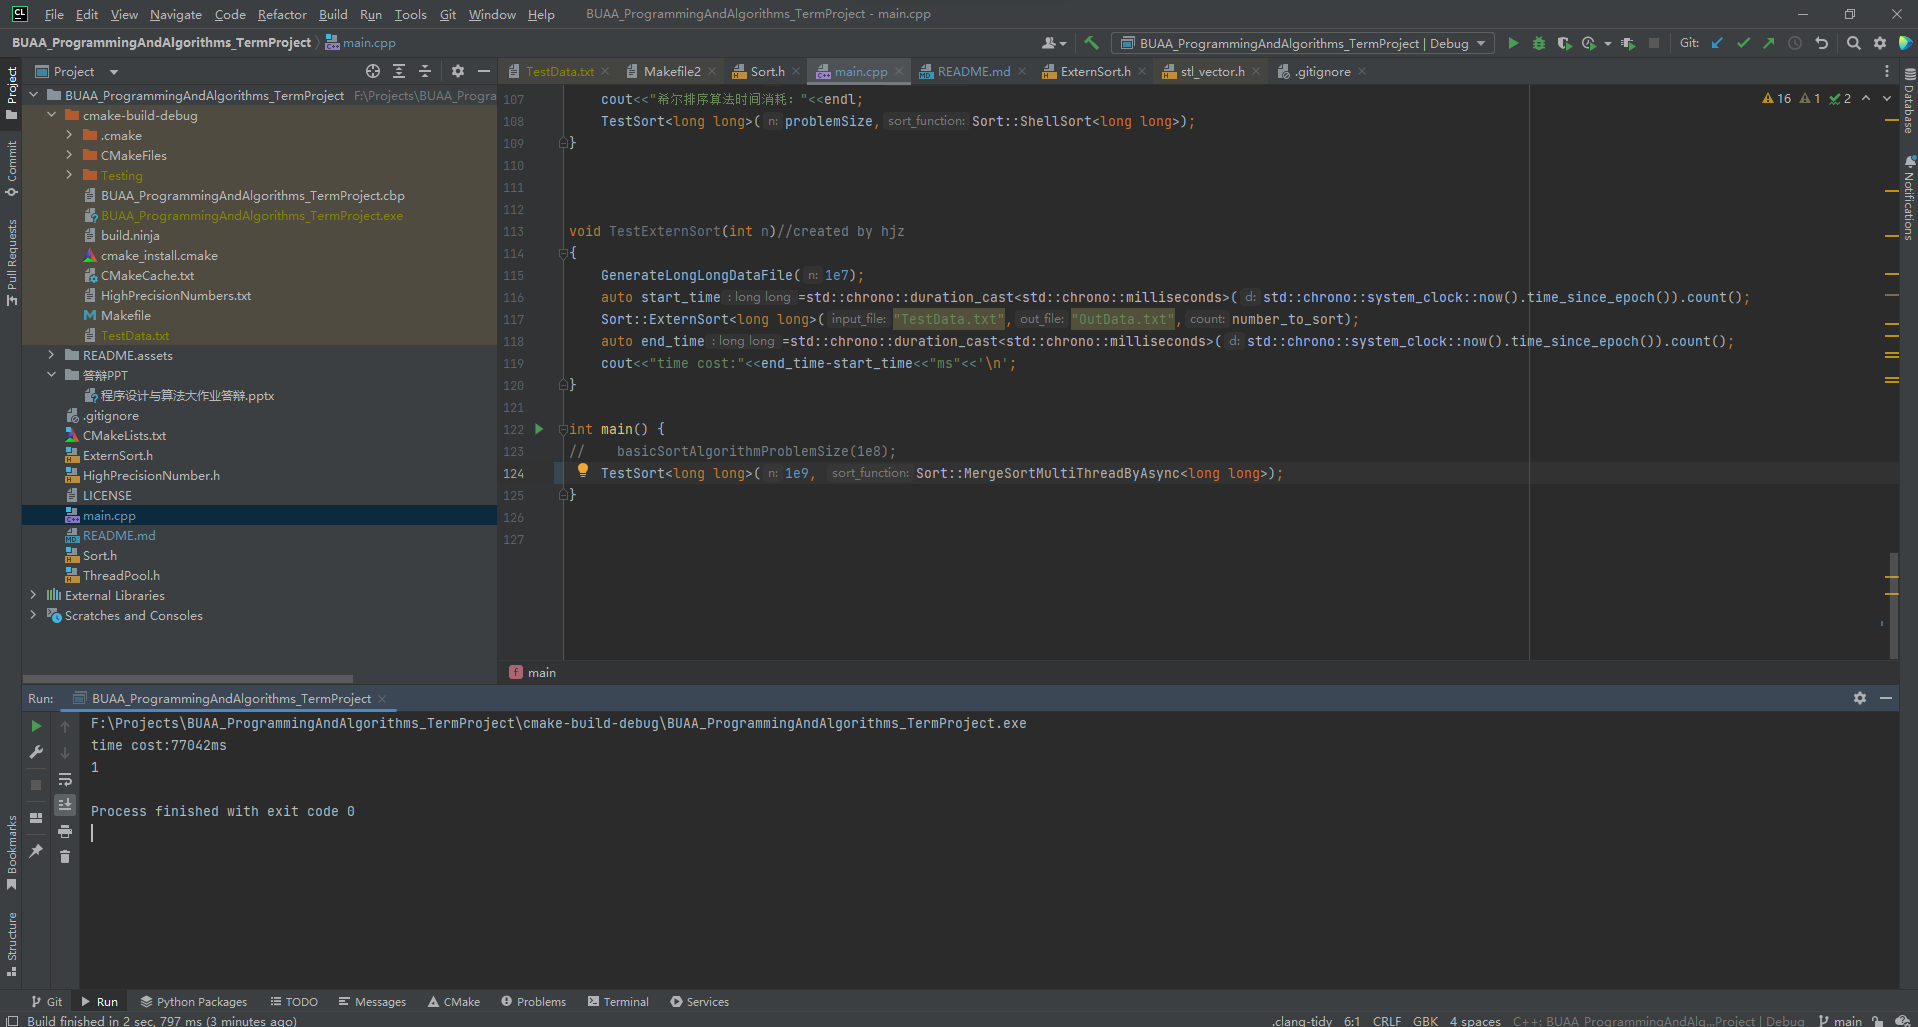 CL File Edit View Navigate Code Refactor Build Run Tools Git Window Help BUAA_ProgrammingAndAlgorithms_TermProject - main.cpp
BUAA_ProgrammingAndAlgorithms_TermProject main.cpp BUAA_ProgrammingAndAlgorithms_TermProject | Debug Git:
Project
TestData.txt Makefile2 Sort.h main.cpp README.md ExternSort.h stl_vector.h .gitignore
BUAA_ProgrammingAndAlgorithms_TermProject F:\Projects\BUAA_Progra
cmake-build-debug
.cmake
CMakeFiles
Testing
BUAA_ProgrammingAndAlgorithms_TermProject.cbp
BUAA_ProgrammingAndAlgorithms_TermProject.exe
build.ninja
cmake_install.cmake
CMakeCache.txt
HighPrecisionNumbers.txt
Makefile
TestData.txt
README.assets
答辩PPT
程序设计与算法大作业答辩.pptx
.gitignore
CMakeLists.txt
ExternSort.h
HighPrecisionNumber.h
LICENSE
main.cpp
README.md
Sort.h
ThreadPool.h
External Libraries
Scratches and Consoles
Project
Commit
Pull Requests
Bookmarks
Structure
16 1 2
107 cout<<"希尔排序算法时间消耗: "<<endl;
108 TestSort<long long>( n: problemSize, sort_function: Sort::ShellSort<long long>);
109 }
110
111
112
113 void TestExternSort(int n)//created by hjz
114 {
115 GenerateLongLongDataFile( n: 1e7);
116 auto start_time : long long =std::chrono::duration_cast<std::chrono::milliseconds>( d: std::chrono::system_clock::now().time_since_epoch()).count();
117 Sort::ExternSort<long long>( input_file: "TestData.txt", out_file: "OutData.txt", count: number_to_sort);
118 auto end_time : long long =std::chrono::duration_cast<std::chrono::milliseconds>( d: std::chrono::system_clock::now().time_since_epoch()).count();
119 cout<<"time cost:"<<end_time-start_time<<"ms"<<'\n';
120 }
121
122 int main() {
123 // basicSortAlgorithmProblemSize(1e8);
124 TestSort<long long>( n: 1e9, sort_function: Sort::MergeSortMultiThreadByAsync<long long>);
125 }
126
127
f main
Database
Notifications
Run: BUAA_ProgrammingAndAlgorithms_TermProject
F:\Projects\BUAA_ProgrammingAndAlgorithms_TermProject\cmake-build-debug\BUAA_ProgrammingAndAlgorithms_TermProject.exe
time cost:77042ms
1
Process finished with exit code 0
Git Run Python Packages TODO Messages CMake Problems Terminal Services
Build finished in 2 sec, 797 ms (3 minutes ago) .clang-tidy 6:1 CRLF GBK 4 spaces C++: BUAA_ProgrammingAndAlg...Project | Debug main